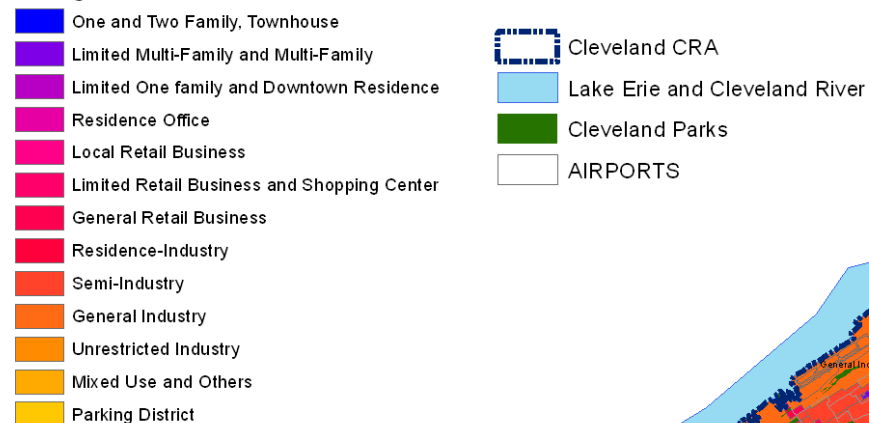 One and Two Family, Townhouse
Limited Multi-Family and Multi-Family
Limited One family and Downtown Residence
Residence Office
Local Retail Business
Limited Retail Business and Shopping Center
General Retail Business
Residence-Industry
Semi-Industry
General Industry
Unrestricted Industry
Mixed Use and Others
Parking District
Cleveland CRA
Lake Erie and Cleveland River
Cleveland Parks
AIRPORTS
General